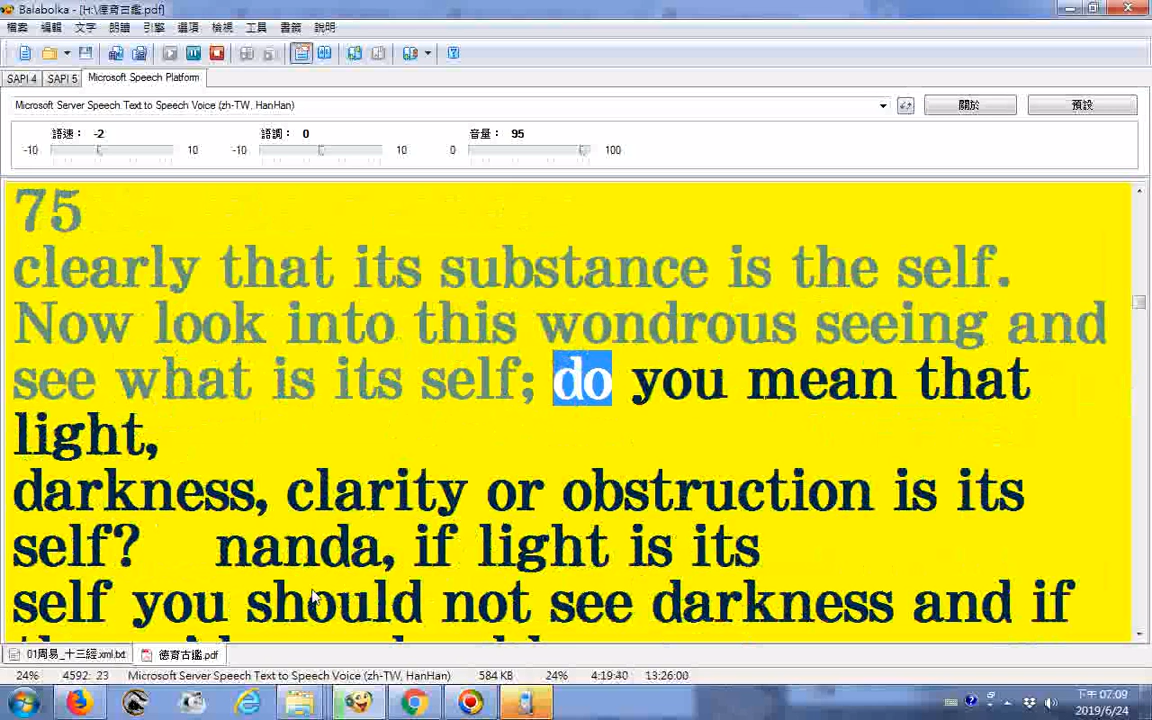 Balabolka - [H:\德育古鑑.pdf]
檔案 編輯 文字 朗讀 引擎 選項 檢視 工具 書籤 說明
SAPI 4 SAPI 5 Microsoft Speech Platform
Microsoft Server Speech Text to Speech Voice (zh-TW, HanHan) 關於 預設
語速： -2 語調： 0 音量： 95
-10 10 -10 10 0 100
75
clearly that its substance is the self.
Now look into this wondrous seeing and
see what is its self; do you mean that
light,
darkness, clarity or obstruction is its
self? nanda, if light is its
self you should not see darkness and if
01周易_十三經.xml.txt 德育古鑑.pdf
24% 4592: 23 Microsoft Server Speech Text to Speech Voice (zh-TW, HanHan) 584 KB 24% 4:19:40 13:26:00
下午 07:09
2019/6/24